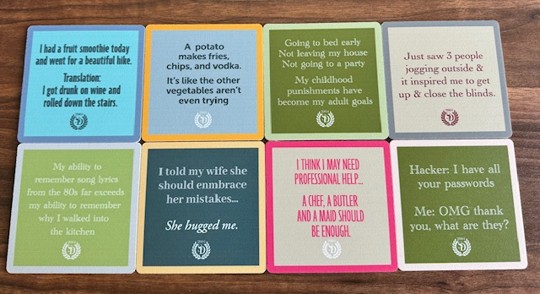 I had a fruit smoothie today
and went for a beautiful hike.
Translation:
I got drunk on wine and
rolled down the stairs.
A potato
makes fries,
chips, and vodka.
It's like the other
vegetables aren't
even trying
Going to bed early
Not leaving my house
Not going to a party
My childhood
punishments have
become my adult goals
Just saw 3 people
jogging outside &
it inspired me to get
up & close the blinds.
My ability to
remember song lyrics
from the 80s far exceeds
my ability to remember
why I walked into
the kitchen
I told my wife she
should enmbrace
her mistakes...
She hugged me.
I THINK I MAY NEED
PROFESSIONAL HELP...
A CHEF, A BUTLER
AND A MAID SHOULD
BE ENOUGH.
Hacker: I have all
your passwords
Me: OMG thank
you, what are they?